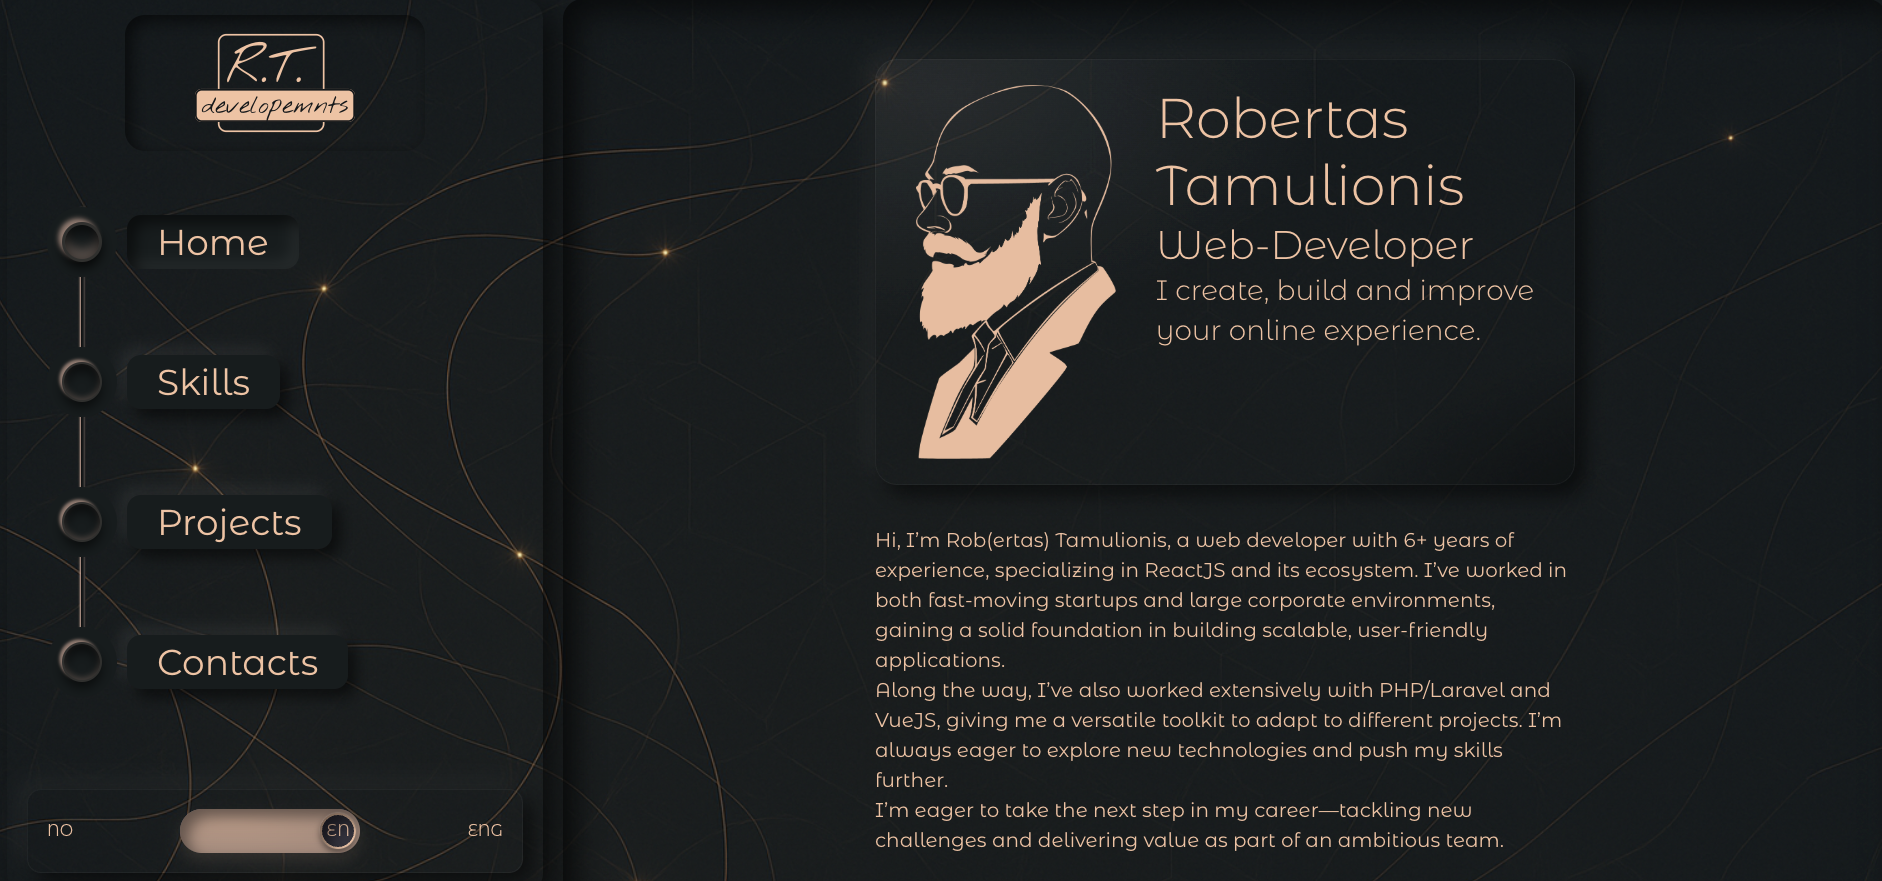 R.T.
developemnts
Home
Skills
Projects
Contacts
NO
EN
ENG
Robertas
Tamulionis
Web-Developer
I create, build and improve
your online experience.
Hi, I’m Rob(ertas) Tamulionis, a web developer with 6+ years of
experience, specializing in ReactJS and its ecosystem. I’ve worked in
both fast-moving startups and large corporate environments,
gaining a solid foundation in building scalable, user-friendly
applications.
Along the way, I’ve also worked extensively with PHP/Laravel and
VueJS, giving me a versatile toolkit to adapt to different projects. I’m
always eager to explore new technologies and push my skills
further.
I’m eager to take the next step in my career—tackling new
challenges and delivering value as part of an ambitious team.